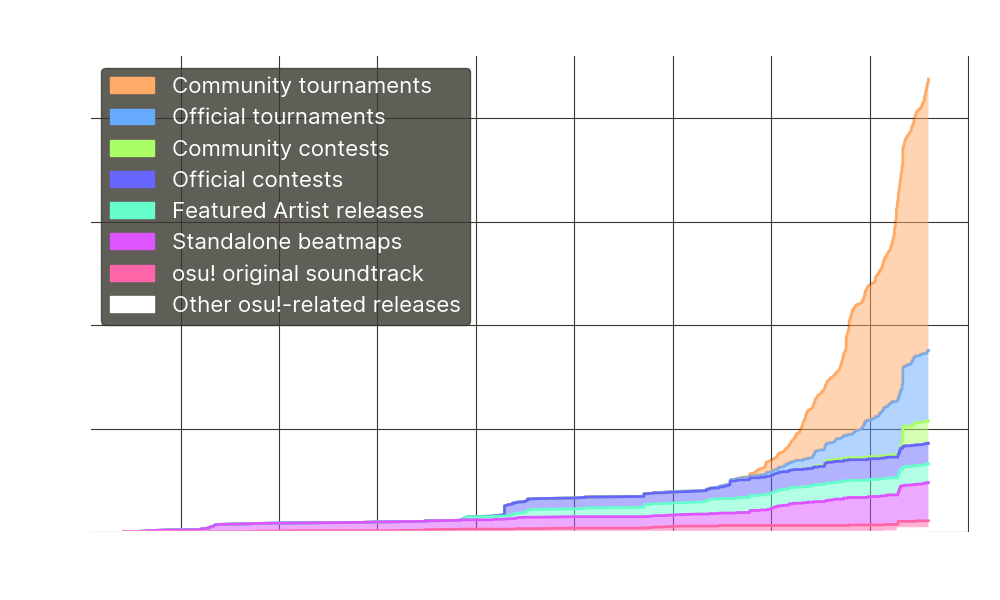 Community tournaments
Official tournaments
Community contests
Official contests
Featured Artist releases
Standalone beatmaps
osu! original soundtrack
Other osu!-related releases